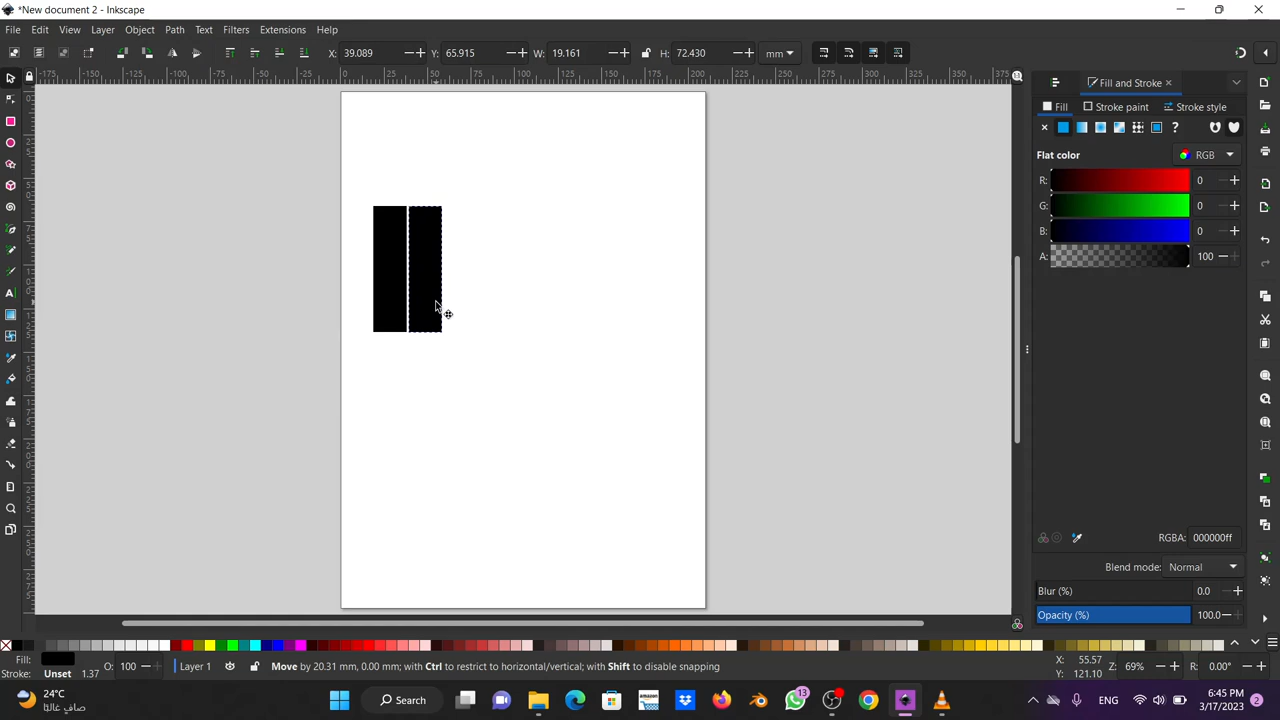 *New document 2 - Inkscape
File Edit View Layer Object Path Text Filters Extensions Help
X: 39.089 Y: 65.915 W: 19.161 H: 72.430 mm
Fill and Stroke
Fill Stroke paint Stroke style
?
Flat color RGB
R: 0
G: 0
B: 0
A: 100
RGBA: 000000ff
Blend mode: Normal
Blur (%) 0.0
Opacity (%) 100.0
Fill: O: 100 Layer 1 Move by 20.31 mm, 0.00 mm; with Ctrl to restrict to horizontal/vertical; with Shift to disable snapping X: 55.57 Z: 69% R: 0.00°
Stroke: Unset 1.37 Y: 121.10
24°C
صافٍ غالبًا
Search
amazon
13
ENG
6:45 PM
3/17/2023
2